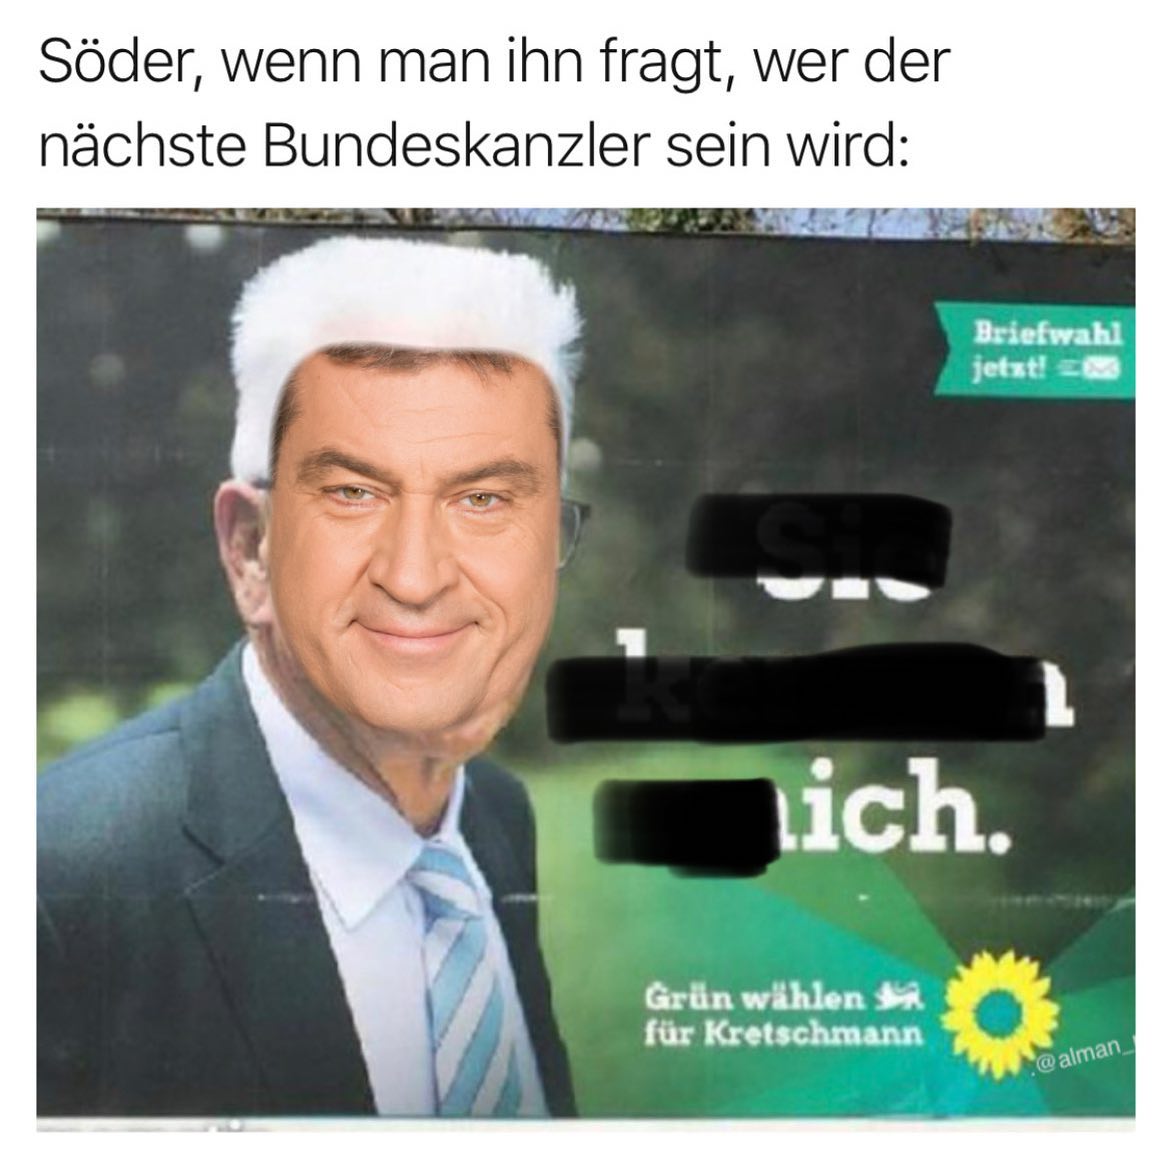 Söder, wenn man ihn fragt, wer der
nächste Bundeskanzler sein wird:
Briefwahl
jetzt!
Sie
ich.
Grün wählen
für Kretschmann
@alman_